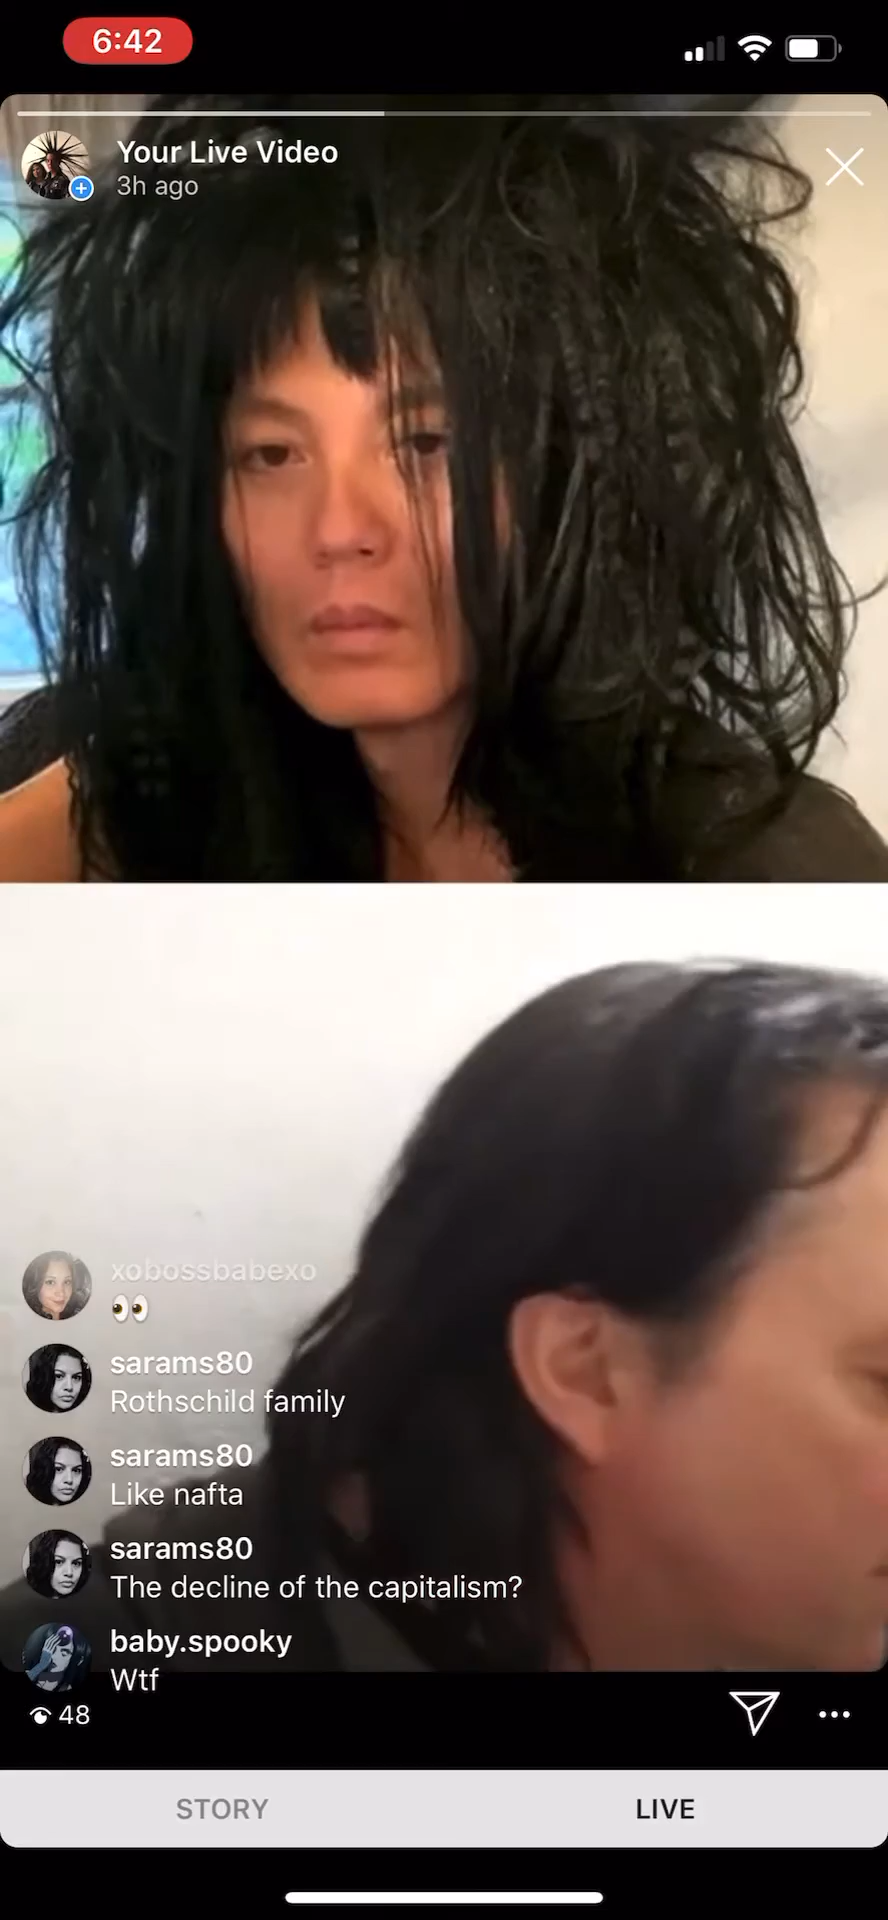 6:42
Your Live Video
3h ago
xobossbabexo
👀
sarams80
Rothschild family
sarams80
Like nafta
sarams80
The decline of the capitalism?
baby.spooky
Wtf
48
STORY
LIVE